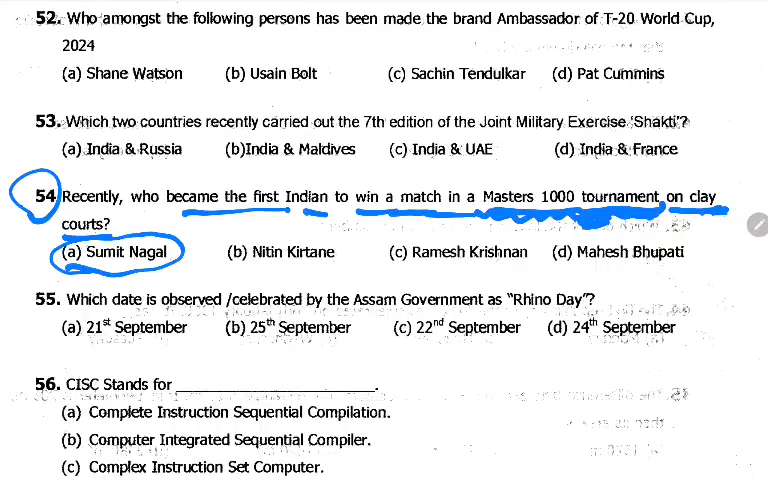 52. Who amongst the following persons has been made the brand Ambassador of T-20 World Cup,
2024
(a) Shane Watson (b) Usain Bolt (c) Sachin Tendulkar (d) Pat Cummins
53. Which two countries recently carried out the 7th edition of the Joint Military Exercise 'Shakti'?
(a) India & Russia (b)India & Maldives (c) India & UAE (d) India & France
54 Recently, who became the first Indian to win a match in a Masters 1000 tournament on clay
courts?
(a) Sumit Nagal (b) Nitin Kirtane (c) Ramesh Krishnan (d) Mahesh Bhupati
55. Which date is observed /celebrated by the Assam Government as "Rhino Day"?
(a) 21st September (b) 25th September (c) 22nd September (d) 24th September
56. CISC Stands for ______________________.
(a) Complete Instruction Sequential Compilation.
(b) Computer Integrated Sequential Compiler.
(c) Complex Instruction Set Computer.